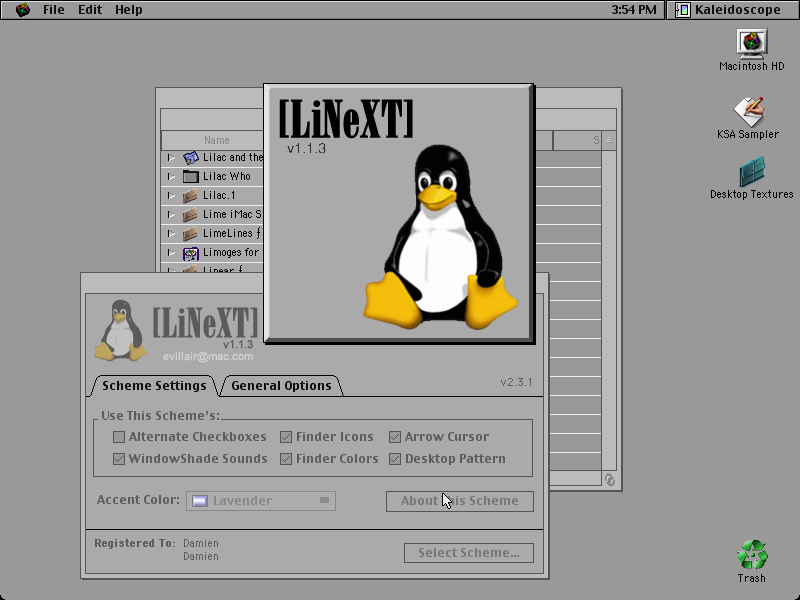 File Edit Help
3:54 PM
Kaleidoscope
Macintosh HD
KSA Sampler
Desktop Textures
Trash
[LiNeXT]
v1.1.3
Name
S
Lilac and the
Lilac Who
Lilac.1
Lime iMac S
LimeLines ƒ
Limoges for
Linear ƒ
[LiNeXT]
v1.1.3
evillair@mac.com
Scheme Settings
General Options
v2.3.1
Use This Scheme's:
Alternate Checkboxes
Finder Icons
Arrow Cursor
WindowShade Sounds
Finder Colors
Desktop Pattern
Accent Color:
Lavender
About This Scheme
Registered To:
Damien
Damien
Select Scheme...